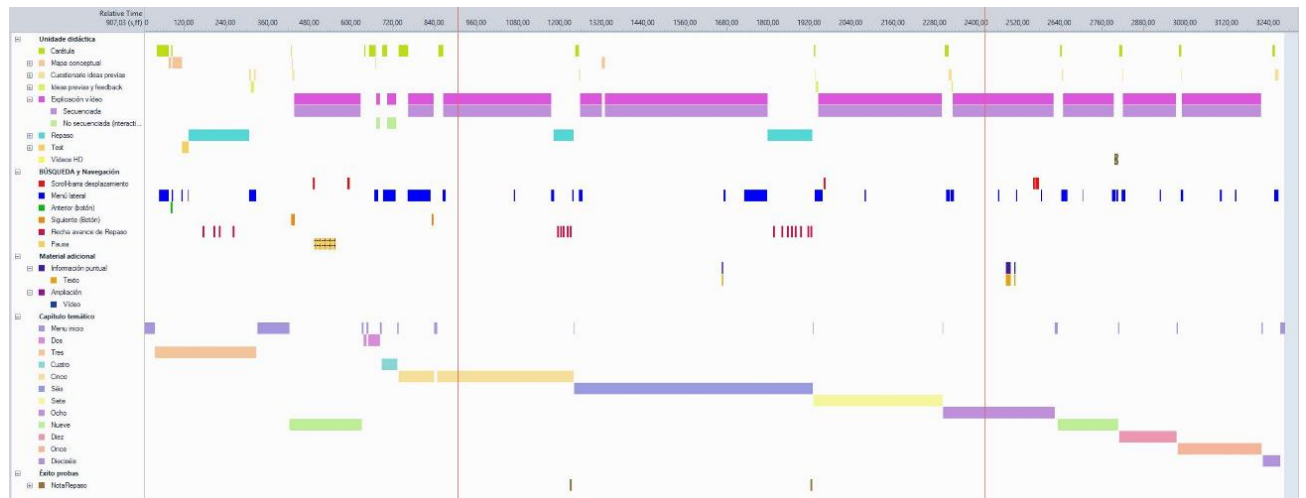 Relative Time
907,03 (s,ff) 0 120,00 240,00 360,00 480,00 600,00 720,00 840,00 960,00 1080,00 1200,00 1320,00 1440,00 1560,00 1680,00 1800,00 1920,00 2040,00 2160,00 2280,00 2400,00 2520,00 2640,00 2760,00 2880,00 3000,00 3120,00 3240,00
Unidade didáctica
Carátula
Mapa conceptual
Cuestionario ideas previas
Ideas previas y feedback
Explicación vídeo
Secuenciada
No secuenciada (interacti...
Repaso
Test
Vídeos HD
BÚSQUEDA y Navegación
Scroll-barra desplazamiento
Menú lateral
Anterior (botón)
Siguiente (Botón)
Flecha avance de Repaso
Pausa
Material adicional
Información puntual
Texto
Ampliación
Vídeo
Capítulo temático
Menu inicio
Dos
Tres
Cuatro
Cinco
Séis
Siete
Ocho
Nueve
Diez
Once
Dieciséis
Éxito probas
NotaRepaso